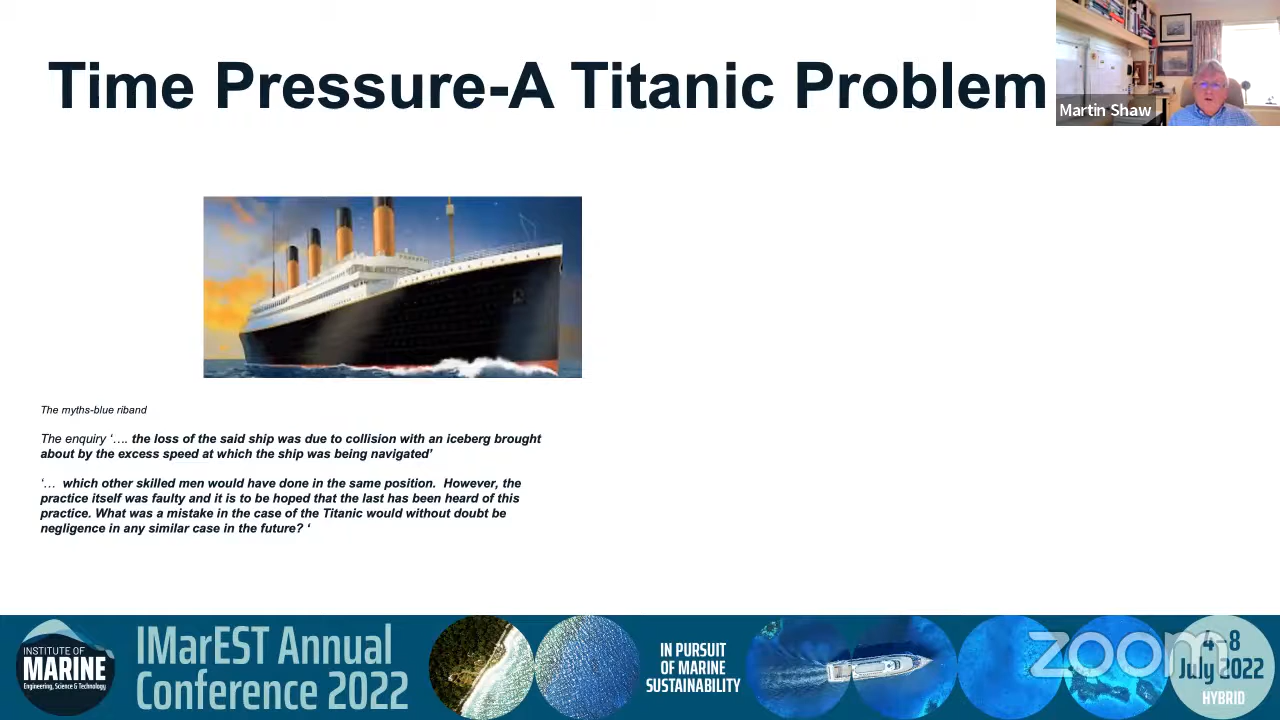 Time Pressure-A Titanic Problem
Martin Shaw
The myths-blue riband
The enquiry ‘…. the loss of the said ship was due to collision with an iceberg brought
about by the excess speed at which the ship was being navigated’
‘… which other skilled men would have done in the same position. However, the
practice itself was faulty and it is to be hoped that the last has been heard of this
practice. What was a mistake in the case of the Titanic would without doubt be
negligence in any similar case in the future? ‘
INSTITUTE OF
MARINE
Engineering, Science & Technology
IMarEST Annual
Conference 2022
IN PURSUIT
OF MARINE
SUSTAINABILITY
zoom
4–8
July 2022
HYBRID